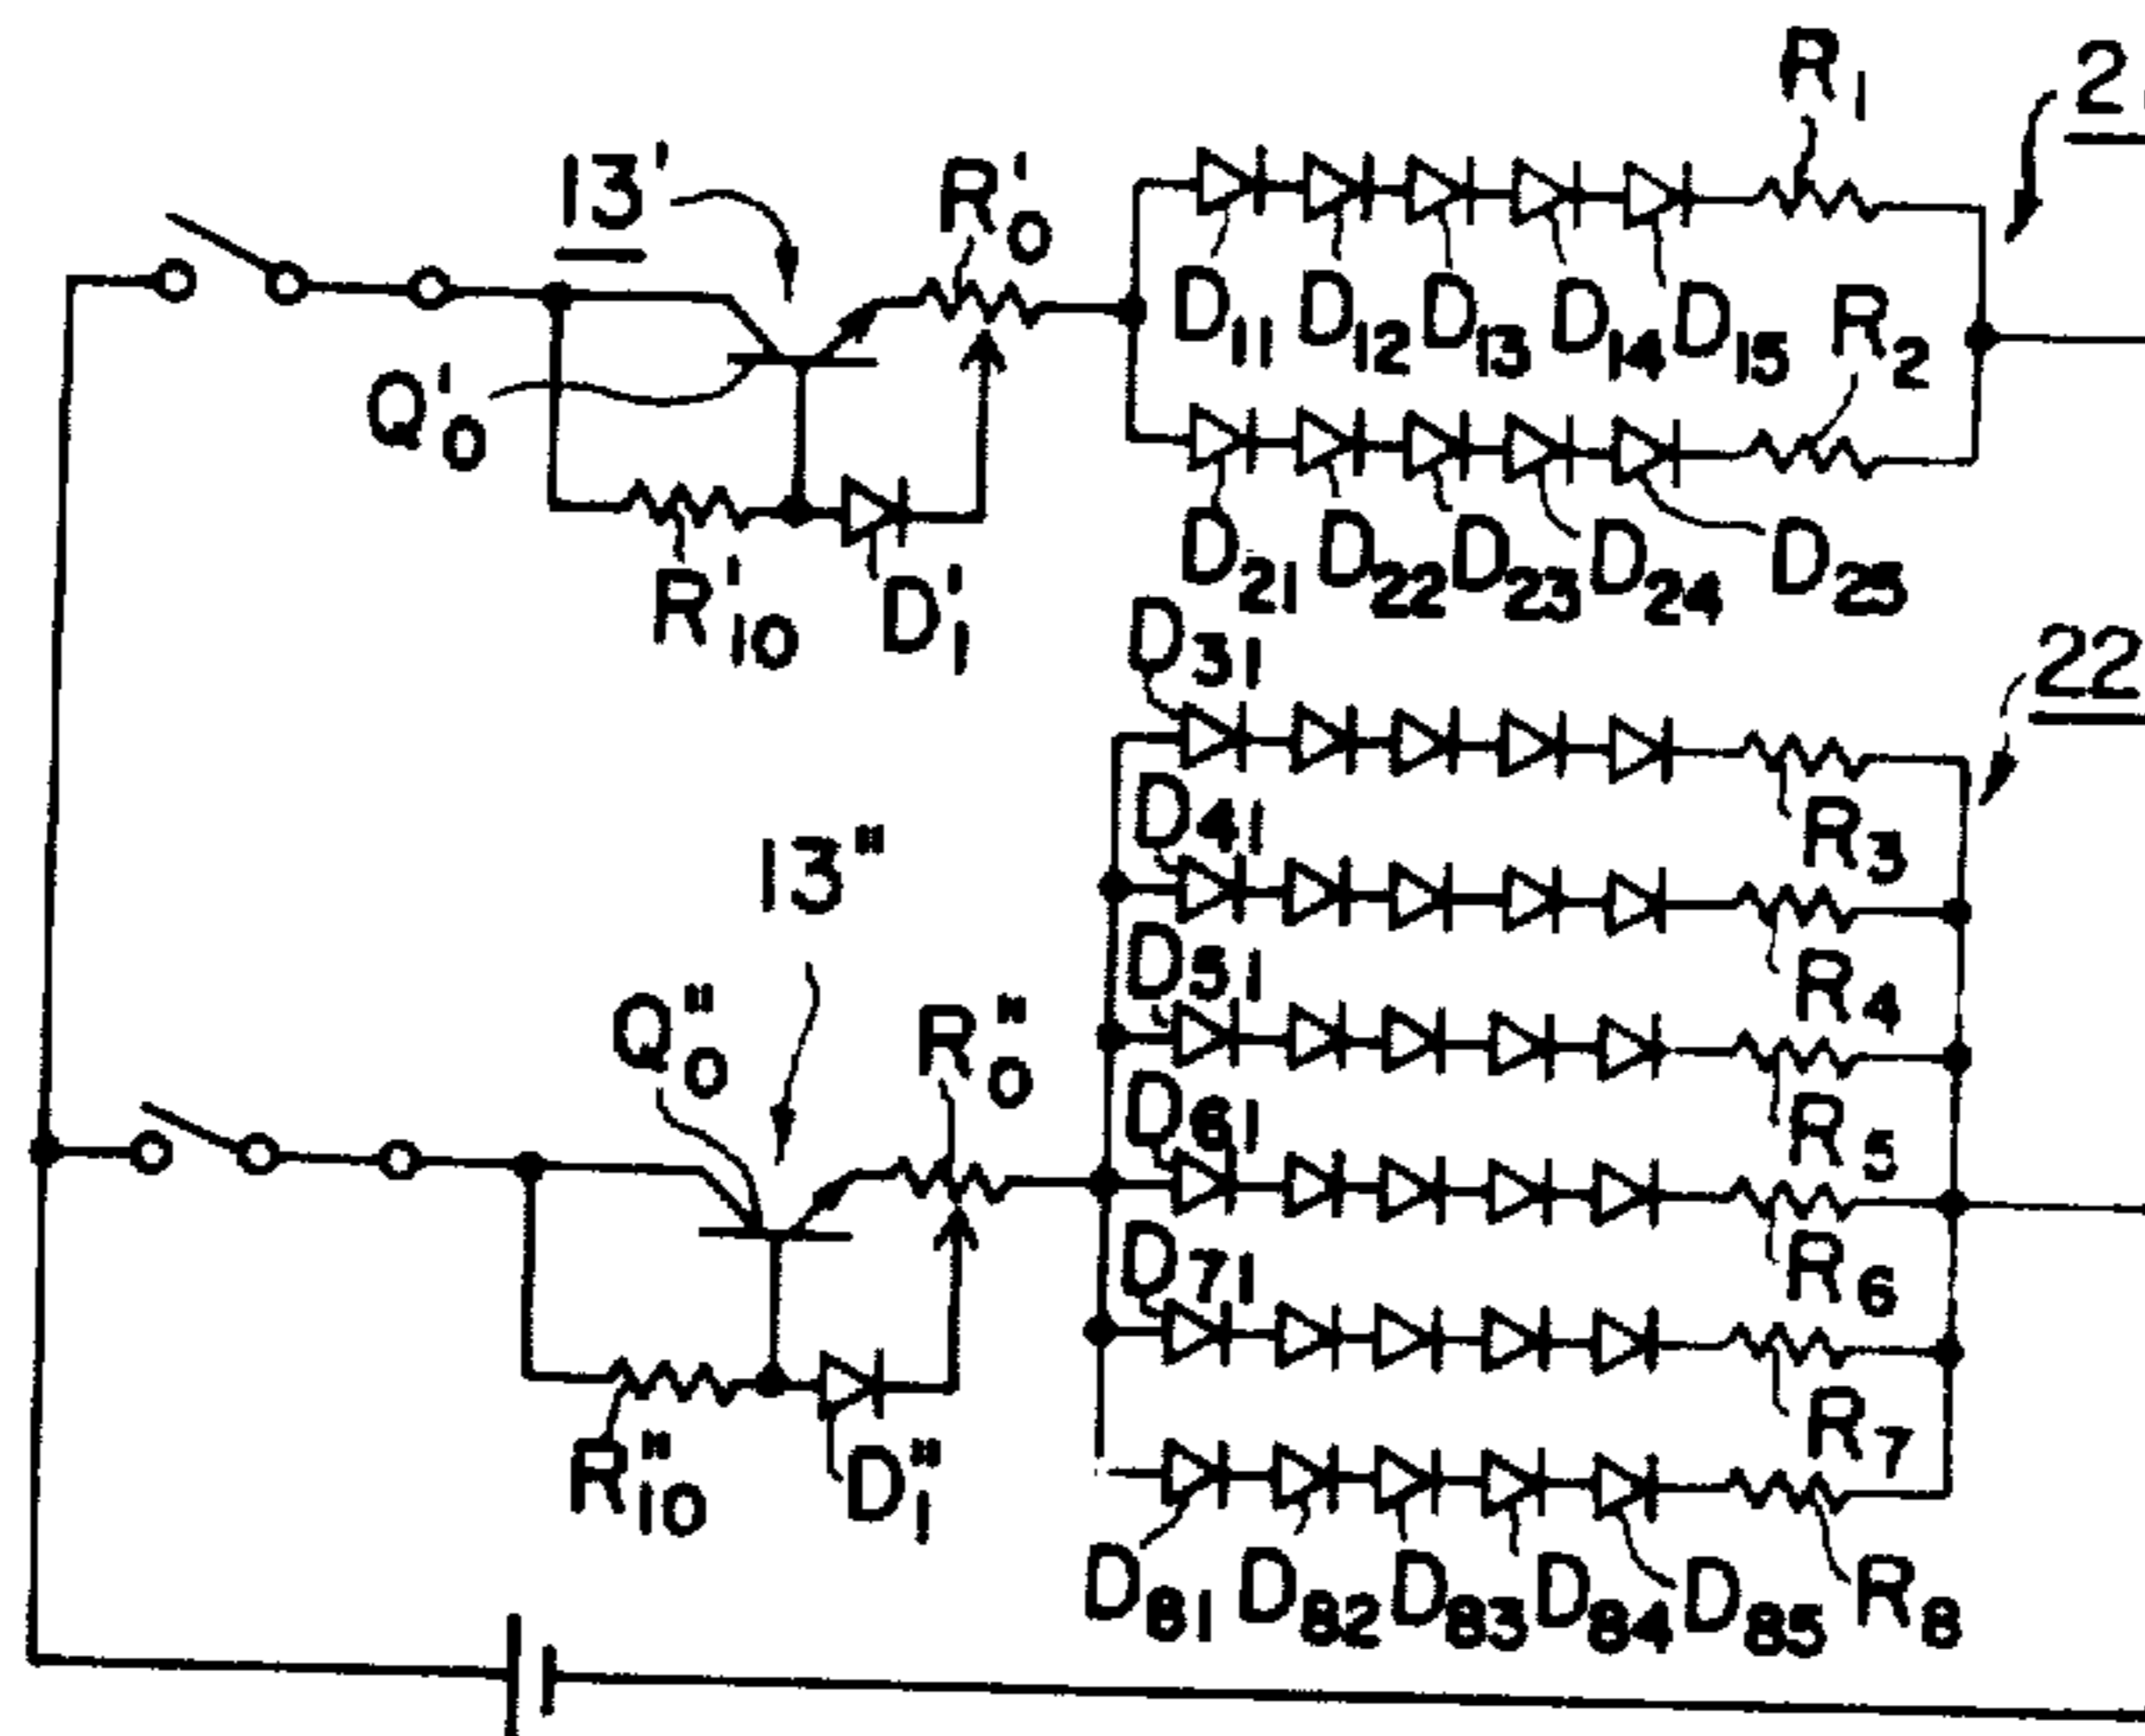 R1
2
13'
R'0
D11 D12 D13 D14 D15
R2
Q'0
D21 D22 D23 D24 D25
R'10
D'1
D31
22
R3
D41
13"
R4
D51
Q"0
R"0
R5
D61
R6
D71
R7
R"10
D"1
D81 D82 D83 D84 D85 R8